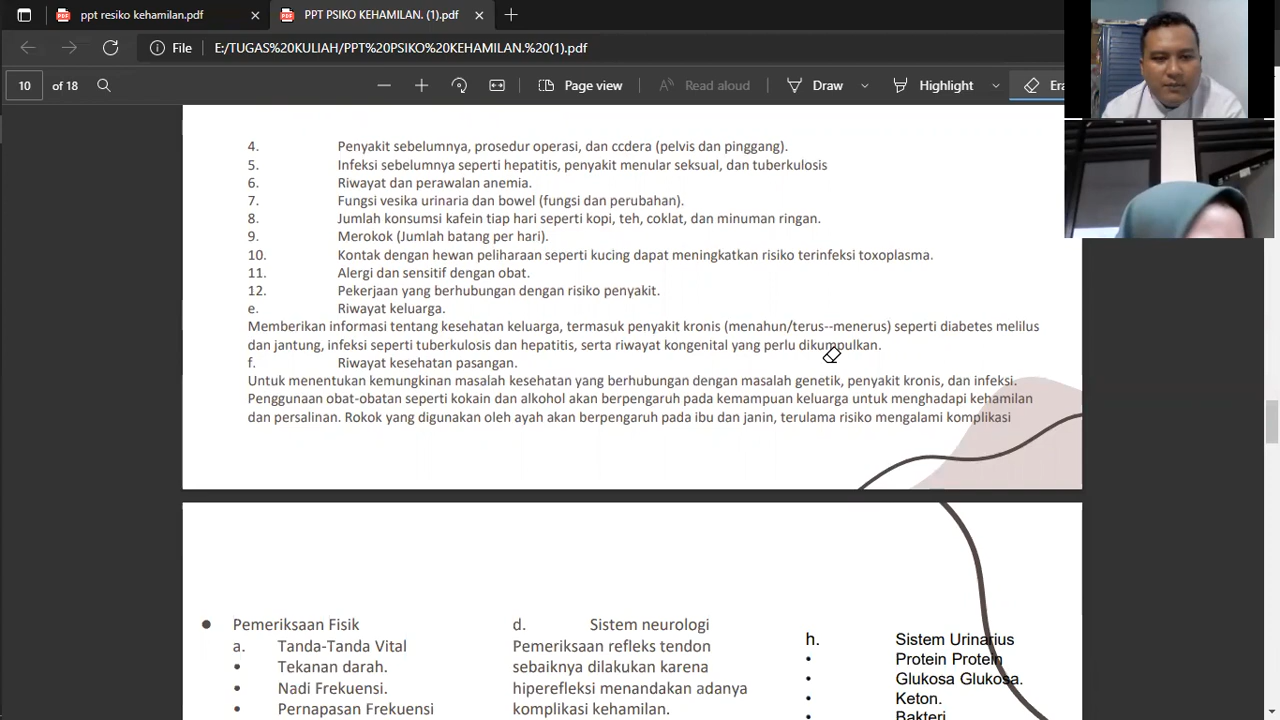 ppt resiko kehamilan.pdf
PPT PSIKO KEHAMILAN. (1).pdf
File
E:/TUGAS%20KULIAH/PPT%20PSIKO%20KEHAMILAN.%20(1).pdf
10 of 18
Page view
Read aloud
Draw
Highlight
Era
4. Penyakit sebelumnya, prosedur operasi, dan ccdera (pelvis dan pinggang).
5. Infeksi sebelumnya seperti hepatitis, penyakit menular seksual, dan tuberkulosis
6. Riwayat dan perawalan anemia.
7. Fungsi vesika urinaria dan bowel (fungsi dan perubahan).
8. Jumlah konsumsi kafein tiap hari seperti kopi, teh, coklat, dan minuman ringan.
9. Merokok (Jumlah batang per hari).
10. Kontak dengan hewan peliharaan seperti kucing dapat meningkatkan risiko terinfeksi toxoplasma.
11. Alergi dan sensitif dengan obat.
12. Pekerjaan yang berhubungan dengan risiko penyakit.
e. Riwayat keluarga.
Memberikan informasi tentang kesehatan keluarga, termasuk penyakit kronis (menahun/terus--menerus) seperti diabetes melilus
dan jantung, infeksi seperti tuberkulosis dan hepatitis, serta riwayat kongenital yang perlu dikumpulkan.
f. Riwayat kesehatan pasangan.
Untuk menentukan kemungkinan masalah kesehatan yang berhubungan dengan masalah genetik, penyakit kronis, dan infeksi.
Penggunaan obat-obatan seperti kokain dan alkohol akan berpengaruh pada kemampuan keluarga untuk menghadapi kehamilan
dan persalinan. Rokok yang digunakan oleh ayah akan berpengaruh pada ibu dan janin, terulama risiko mengalami komplikasi
● Pemeriksaan Fisik
a. Tanda-Tanda Vital
• Tekanan darah.
• Nadi Frekuensi.
• Pernapasan Frekuensi
d. Sistem neurologi
Pemeriksaan refleks tendon
sebaiknya dilakukan karena
hiperefleksi menandakan adanya
komplikasi kehamilan.
h. Sistem Urinarius
• Protein Protein
• Glukosa Glukosa.
• Keton.
• Bakteri